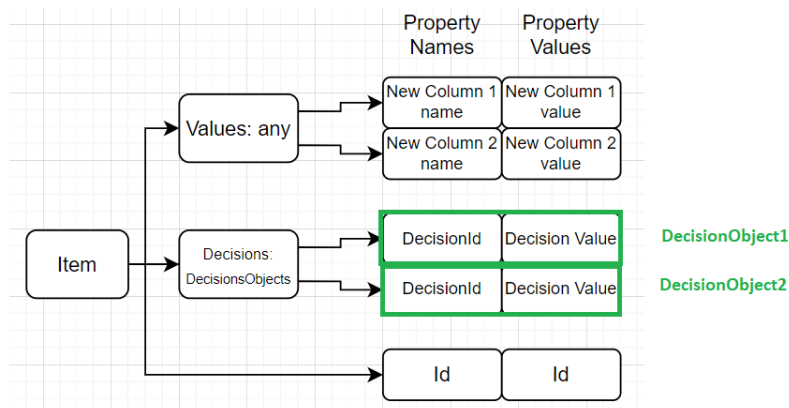 Property
Names
Property
Values
New Column 1
name
New Column 1
value
Values: any
New Column 2
name
New Column 2
value
Item
Decisions:
DecisionsObjects
DecisionId
Decision Value
DecisionObject1
DecisionId
Decision Value
DecisionObject2
Id
Id